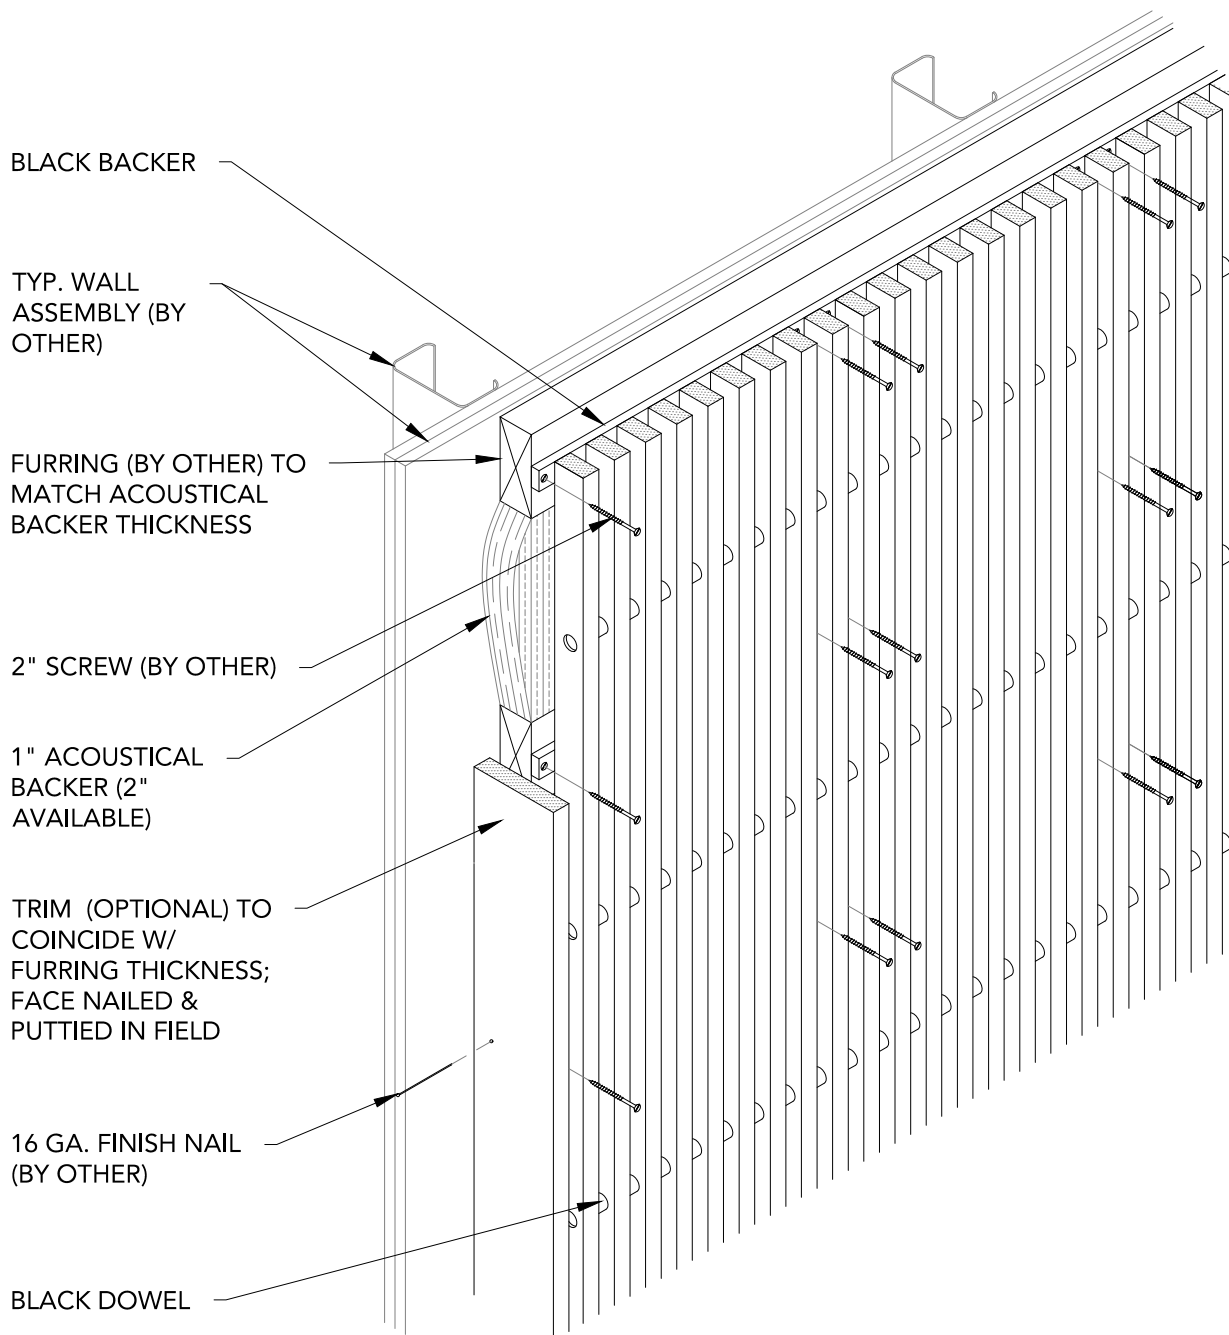 BLACK BACKER
TYP. WALL
ASSEMBLY (BY
OTHER)
FURRING (BY OTHER) TO
MATCH ACOUSTICAL
BACKER THICKNESS
2" SCREW (BY OTHER)
1" ACOUSTICAL
BACKER (2"
AVAILABLE)
TRIM (OPTIONAL) TO
COINCIDE W/
FURRING THICKNESS;
FACE NAILED &
PUTTIED IN FIELD
16 GA. FINISH NAIL
(BY OTHER)
BLACK DOWEL